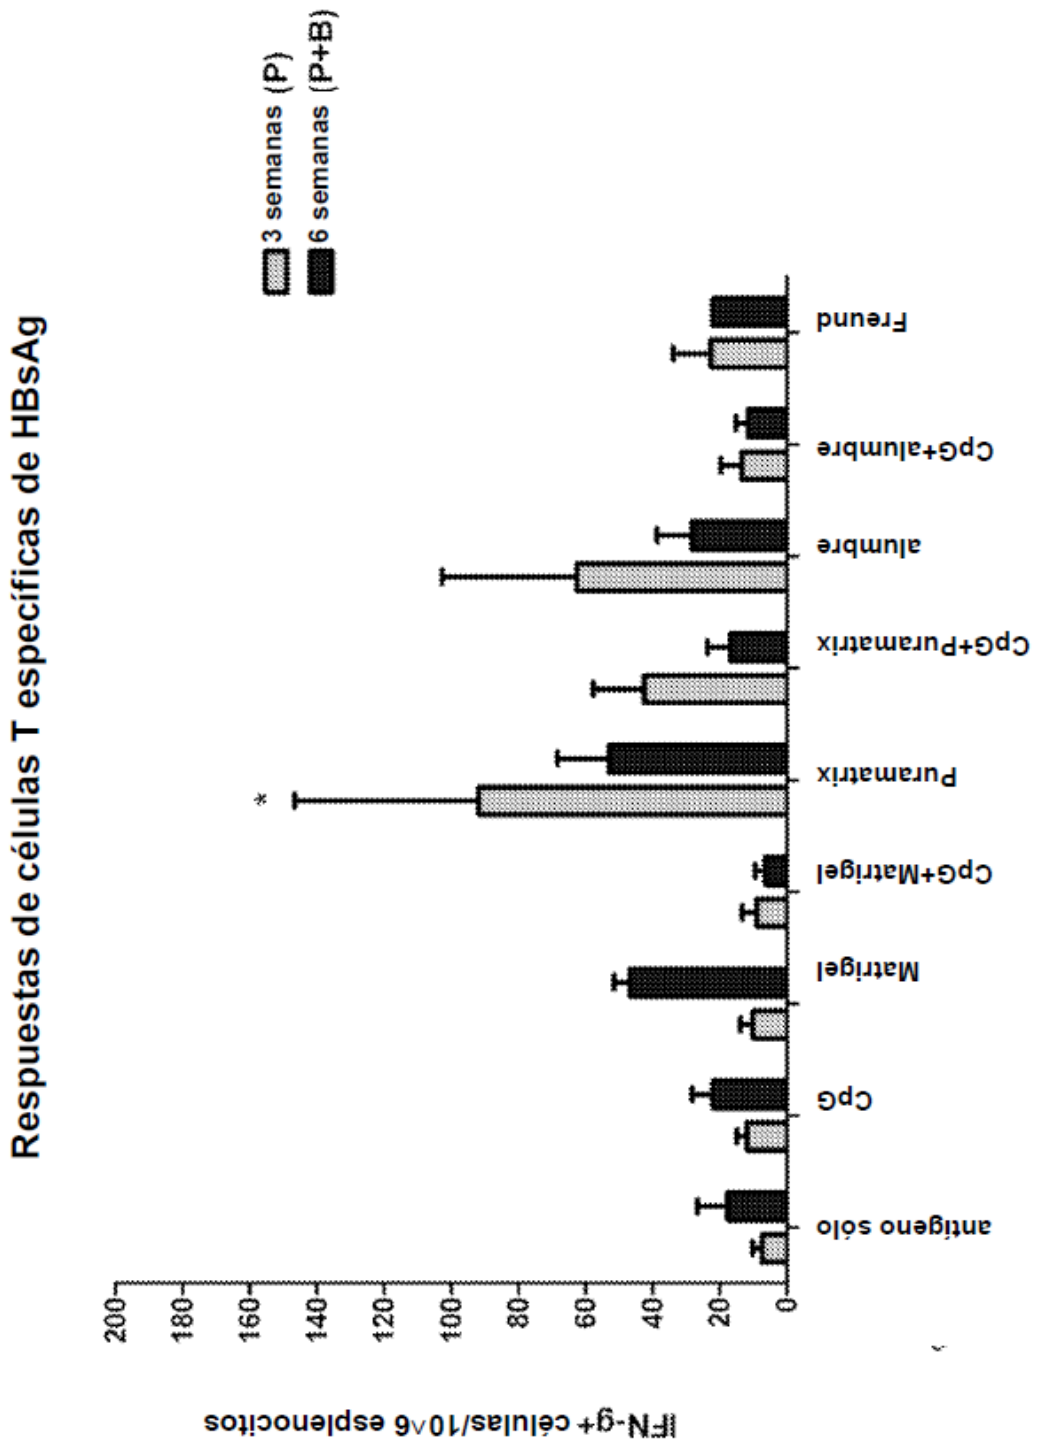 Respuestas de células T específicas de HBsAg
3 semanas (P)
6 semanas (P+B)
IFN-g+ células/10^6 esplenocitos
200
180
160
140
120
100
80
60
40
20
0
antígeno sólo
CpG
Matrigel
CpG+Matrigel
Puramatrix
CpG+Puramatrix
alumbre
CpG+alumbre
Freund
*